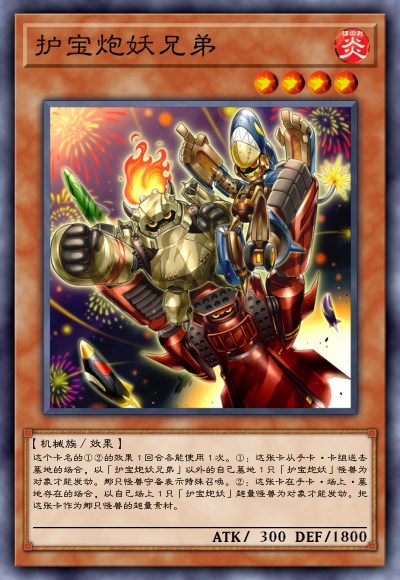 护宝炮妖兄弟
ほのお
炎
【机械族／效果】
这个卡名的①②的效果1回合各能使用1次。①：这张卡从手卡・卡组送去
墓地的场合，以「护宝炮妖兄弟」以外的自己墓地1只「护宝炮妖」怪兽为
对象才能发动。那只怪兽守备表示特殊召唤。②：这张卡在手卡・场上・墓
地存在的场合，以自己场上1只「护宝炮妖」超量怪兽为对象才能发动。把
这张卡作为那只怪兽的超量素材。
ATK/ 300 DEF/1800